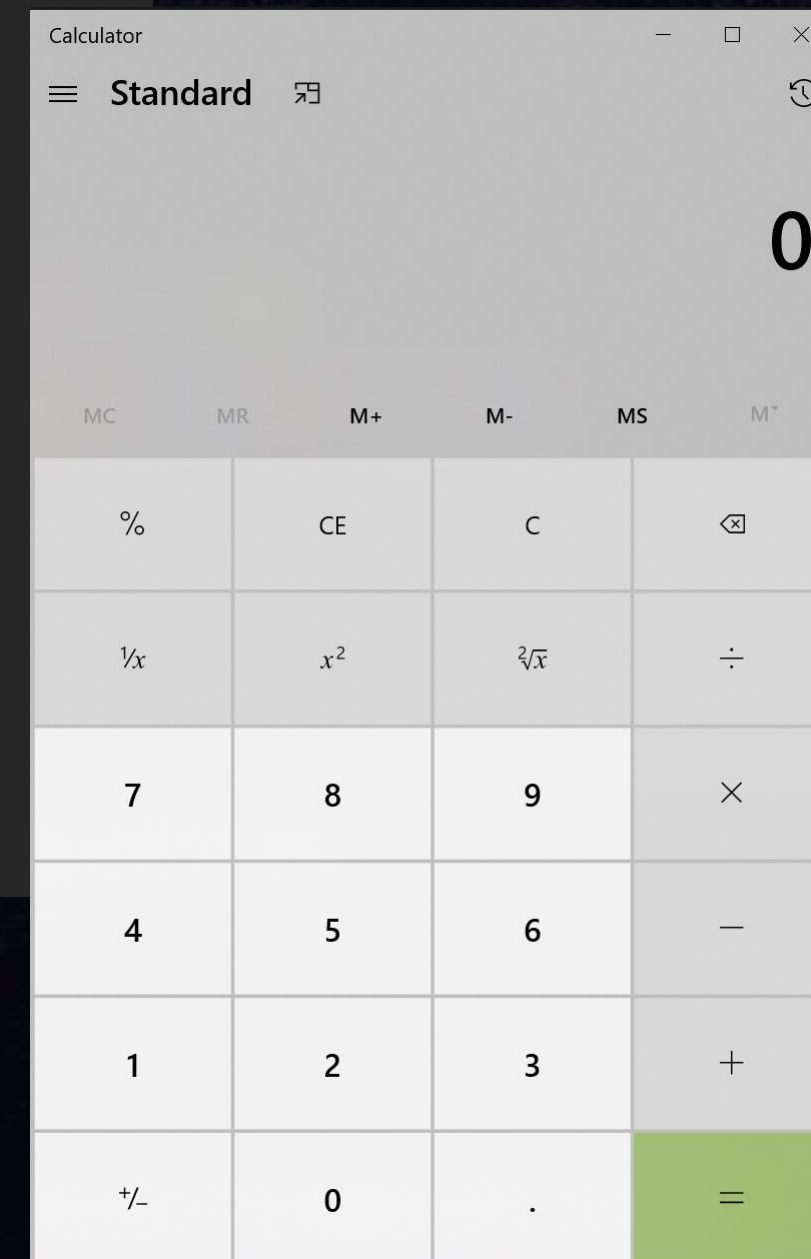 Calculator
Standard
0
MC MR M+ M- MS M
% CE C
1/x x² ²√x ÷
7 8 9 ×
4 5 6 −
1 2 3 +
+/− 0 . =